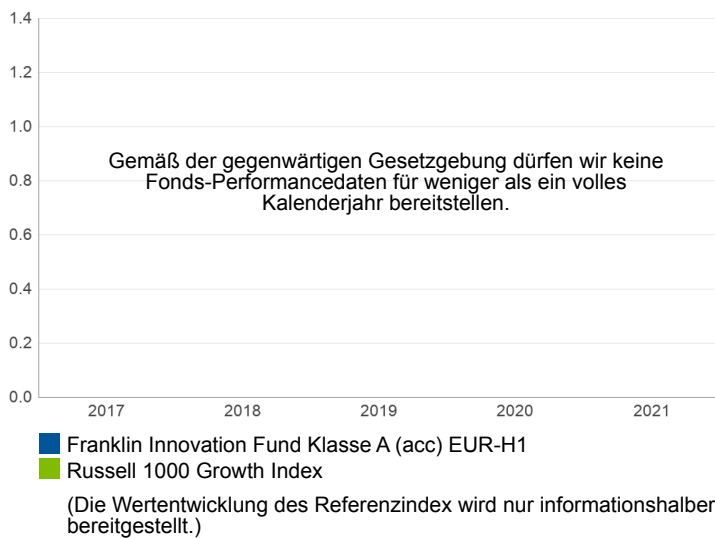 1.4
1.2
1.0
Gemäß der gegenwärtigen Gesetzgebung dürfen wir keine
Fonds-Performancedaten für weniger als ein volles
Kalenderjahr bereitstellen.
0.8
0.6
0.4
0.2
0.0
2017 2018 2019 2020 2021
Franklin Innovation Fund Klasse A (acc) EUR-H1
Russell 1000 Growth Index
(Die Wertentwicklung des Referenzindex wird nur informationshalber
bereitgestellt.)